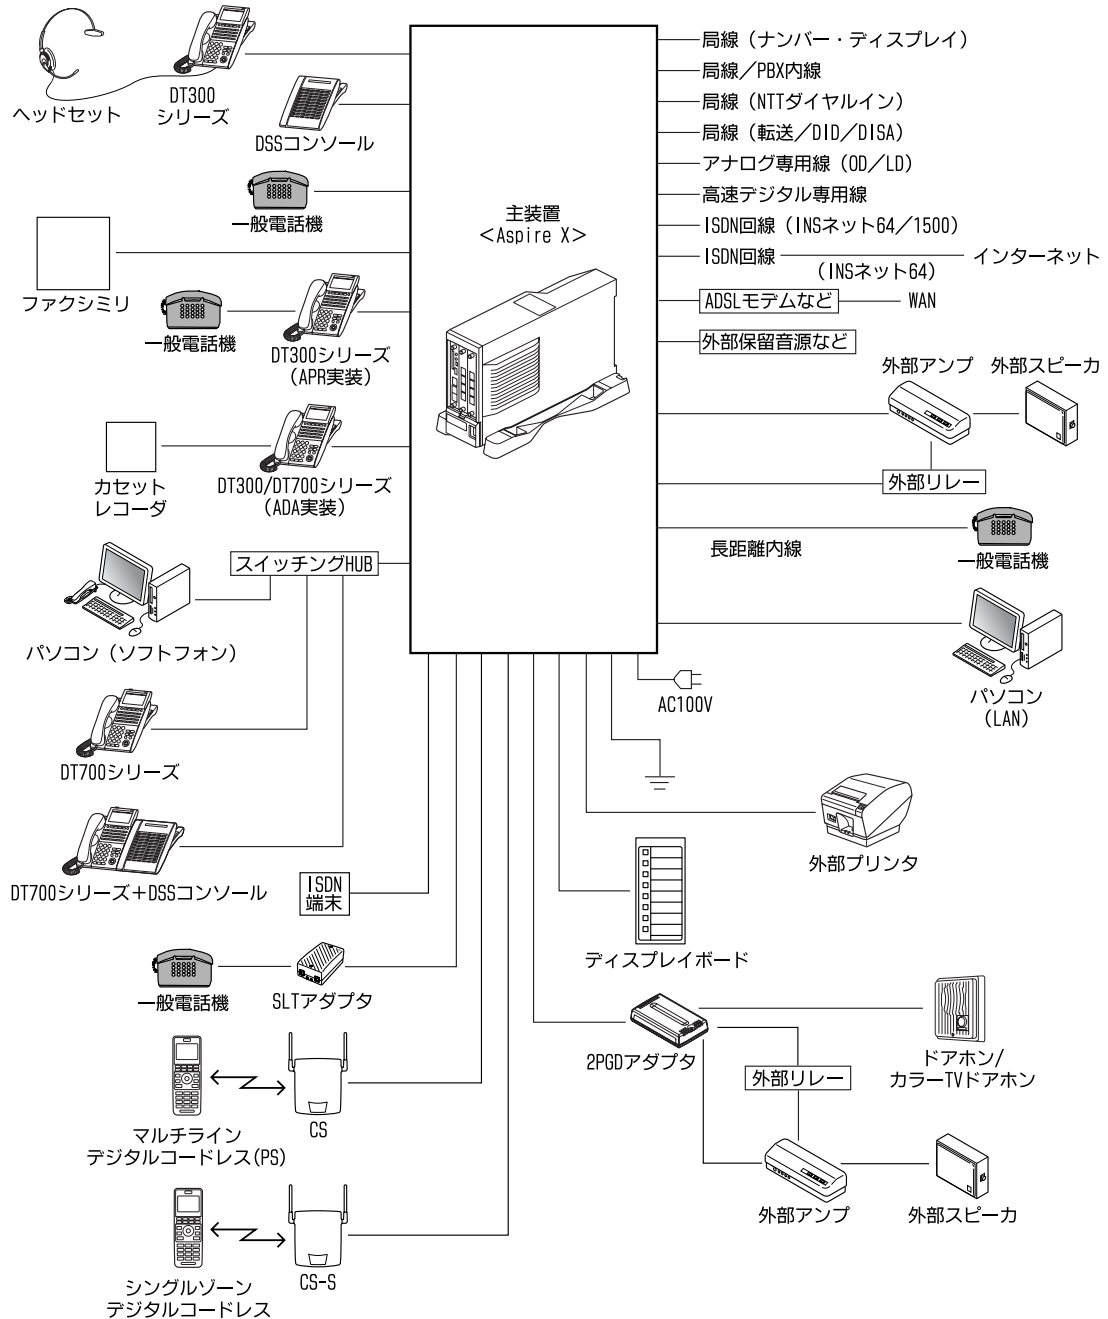 ヘッドセット
DT300
シリーズ
DSSコンソール
一般電話機
ファクシミリ
一般電話機
DT300シリーズ
(APR実装)
カセット
レコーダ
DT300/DT700シリーズ
(ADA実装)
スイッチングHUB
パソコン（ソフトフォン）
DT700シリーズ
DT700シリーズ＋DSSコンソール
ISDN
端末
一般電話機
SLTアダプタ
マルチライン
デジタルコードレス(PS)
CS
シングルゾーン
デジタルコードレス
CS-S
主装置
＜Aspire X＞
局線（ナンバー・ディスプレイ）
局線／PBX内線
局線（NTTダイヤルイン）
局線（転送／DID／DISA）
アナログ専用線（OD／LD）
高速デジタル専用線
ISDN回線（INSネット64／1500）
ISDN回線
インターネット
（INSネット64）
ADSLモデムなど
WAN
外部保留音源など
外部アンプ
外部スピーカ
外部リレー
長距離内線
一般電話機
パソコン
(LAN)
AC100V
外部プリンタ
ディスプレイボード
2PGDアダプタ
ドアホン/
カラーTVドアホン
外部リレー
外部アンプ
外部スピーカ